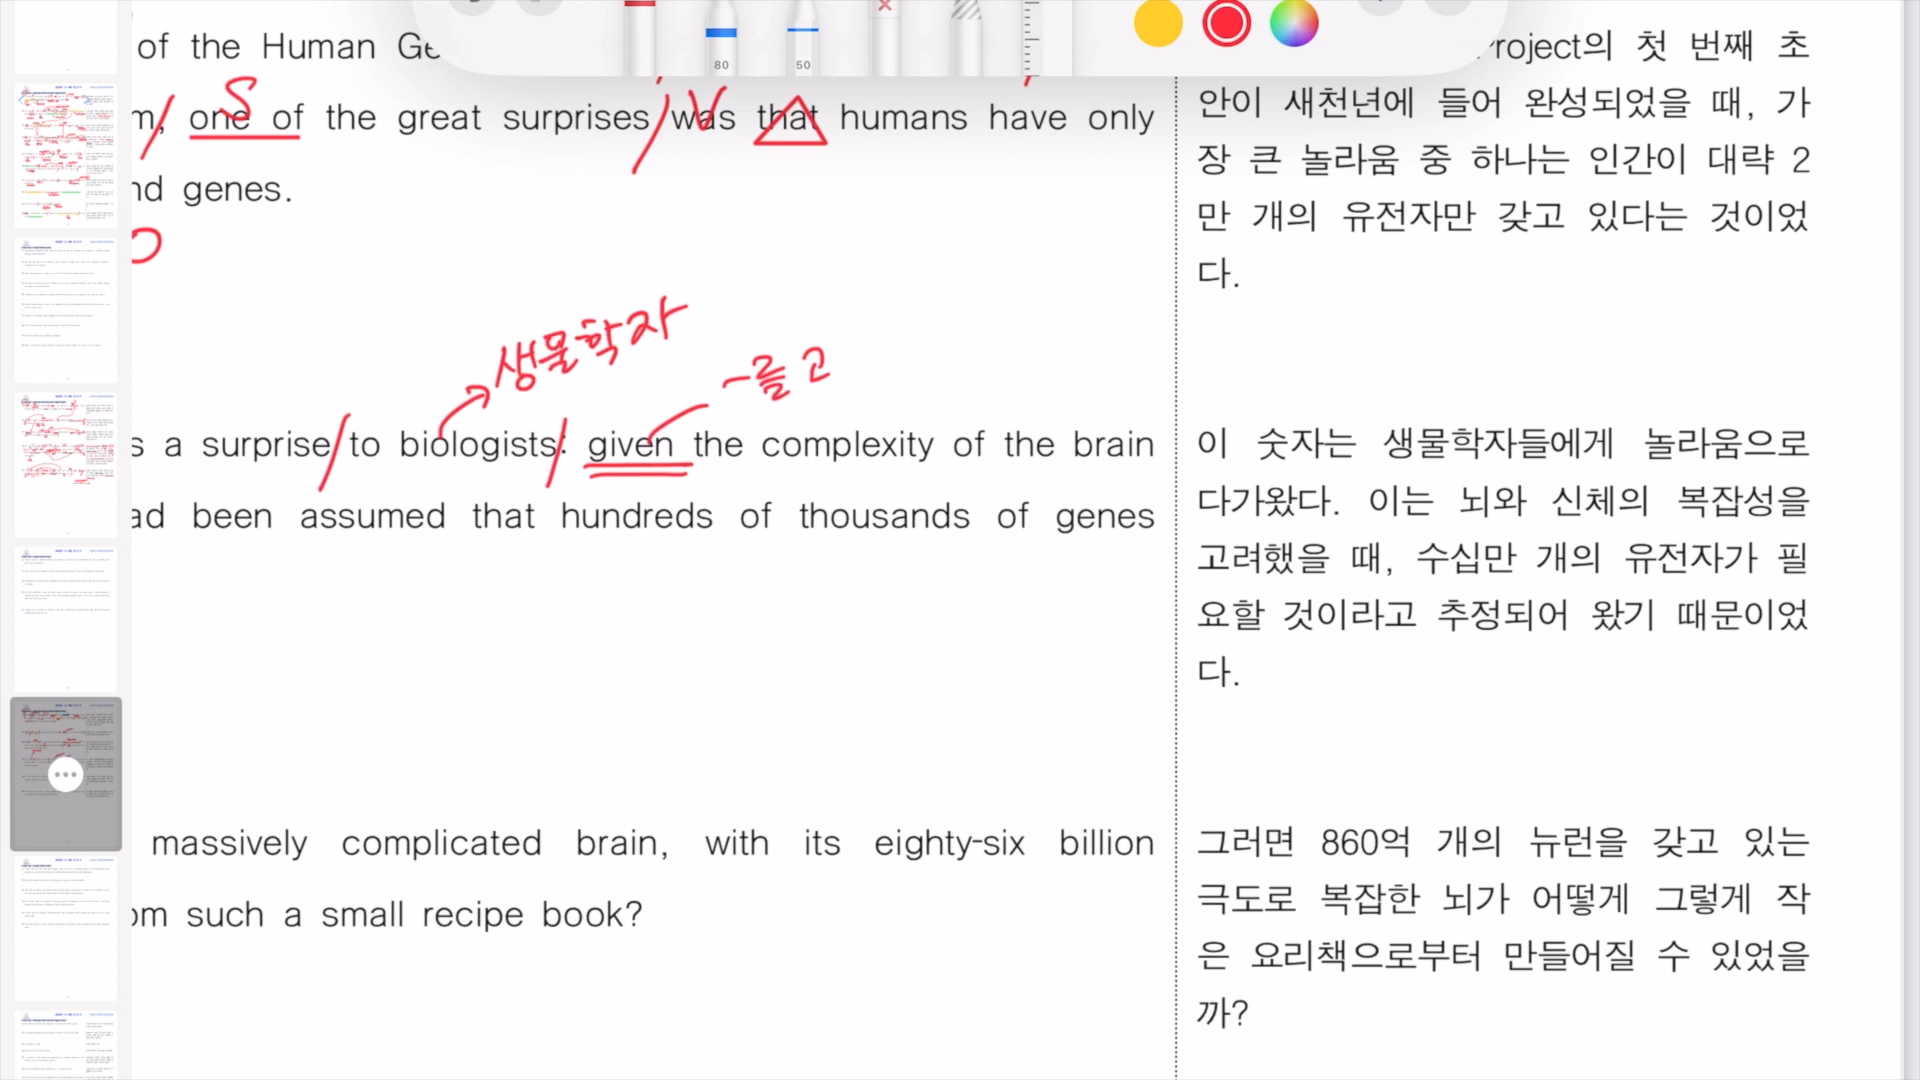 of the Human Ge
Project의 첫 번째 초
80
50
m, one of the great surprises was that humans have only
S
V
안이 새천년에 들어 완성되었을 때, 가
장 큰 놀라움 중 하나는 인간이 대략 2
nd genes.
만 개의 유전자만 갖고 있다는 것이었
다.
생물학자
s a surprise to biologists: given the complexity of the brain
이 숫자는 생물학자들에게 놀라움으로
ad been assumed that hundreds of thousands of genes
다가왔다. 이는 뇌와 신체의 복잡성을
고려했을 때, 수십만 개의 유전자가 필
요할 것이라고 추정되어 왔기 때문이었
다.
massively complicated brain, with its eighty-six billion
그러면 860억 개의 뉴런을 갖고 있는
om such a small recipe book?
극도로 복잡한 뇌가 어떻게 그렇게 작
은 요리책으로부터 만들어질 수 있었을
까?